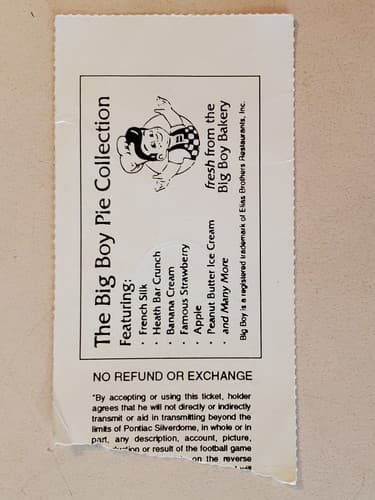 The Big Boy Pie Collection
Featuring:
· French Silk
· Heath Bar Crunch
· Banana Cream
· Famous Strawberry
· Apple
· Peanut Butter Ice Cream
· and Many More
fresh from the
Big Boy Bakery
Big Boy is a registered trademark of Elias Brothers Restaurants, Inc.
NO REFUND OR EXCHANGE
"By accepting or using this ticket, holder
agrees that he will not directly or indirectly
transmit or aid in transmitting beyond the
limits of Pontiac Silverdome, in whole or in
part, any description, account, picture,
or result of the football game
on the reverse